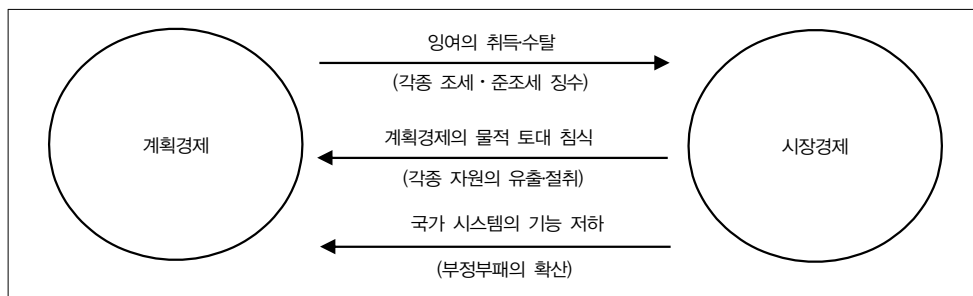 잉여의 취득·수탈
(각종 조세·준조세 징수)
계획경제
계획경제의 물적 토대 침식
시장경제
(각종 자원의 유출·절취)
국가 시스템의 기능 저하
(부정부패의 확산)